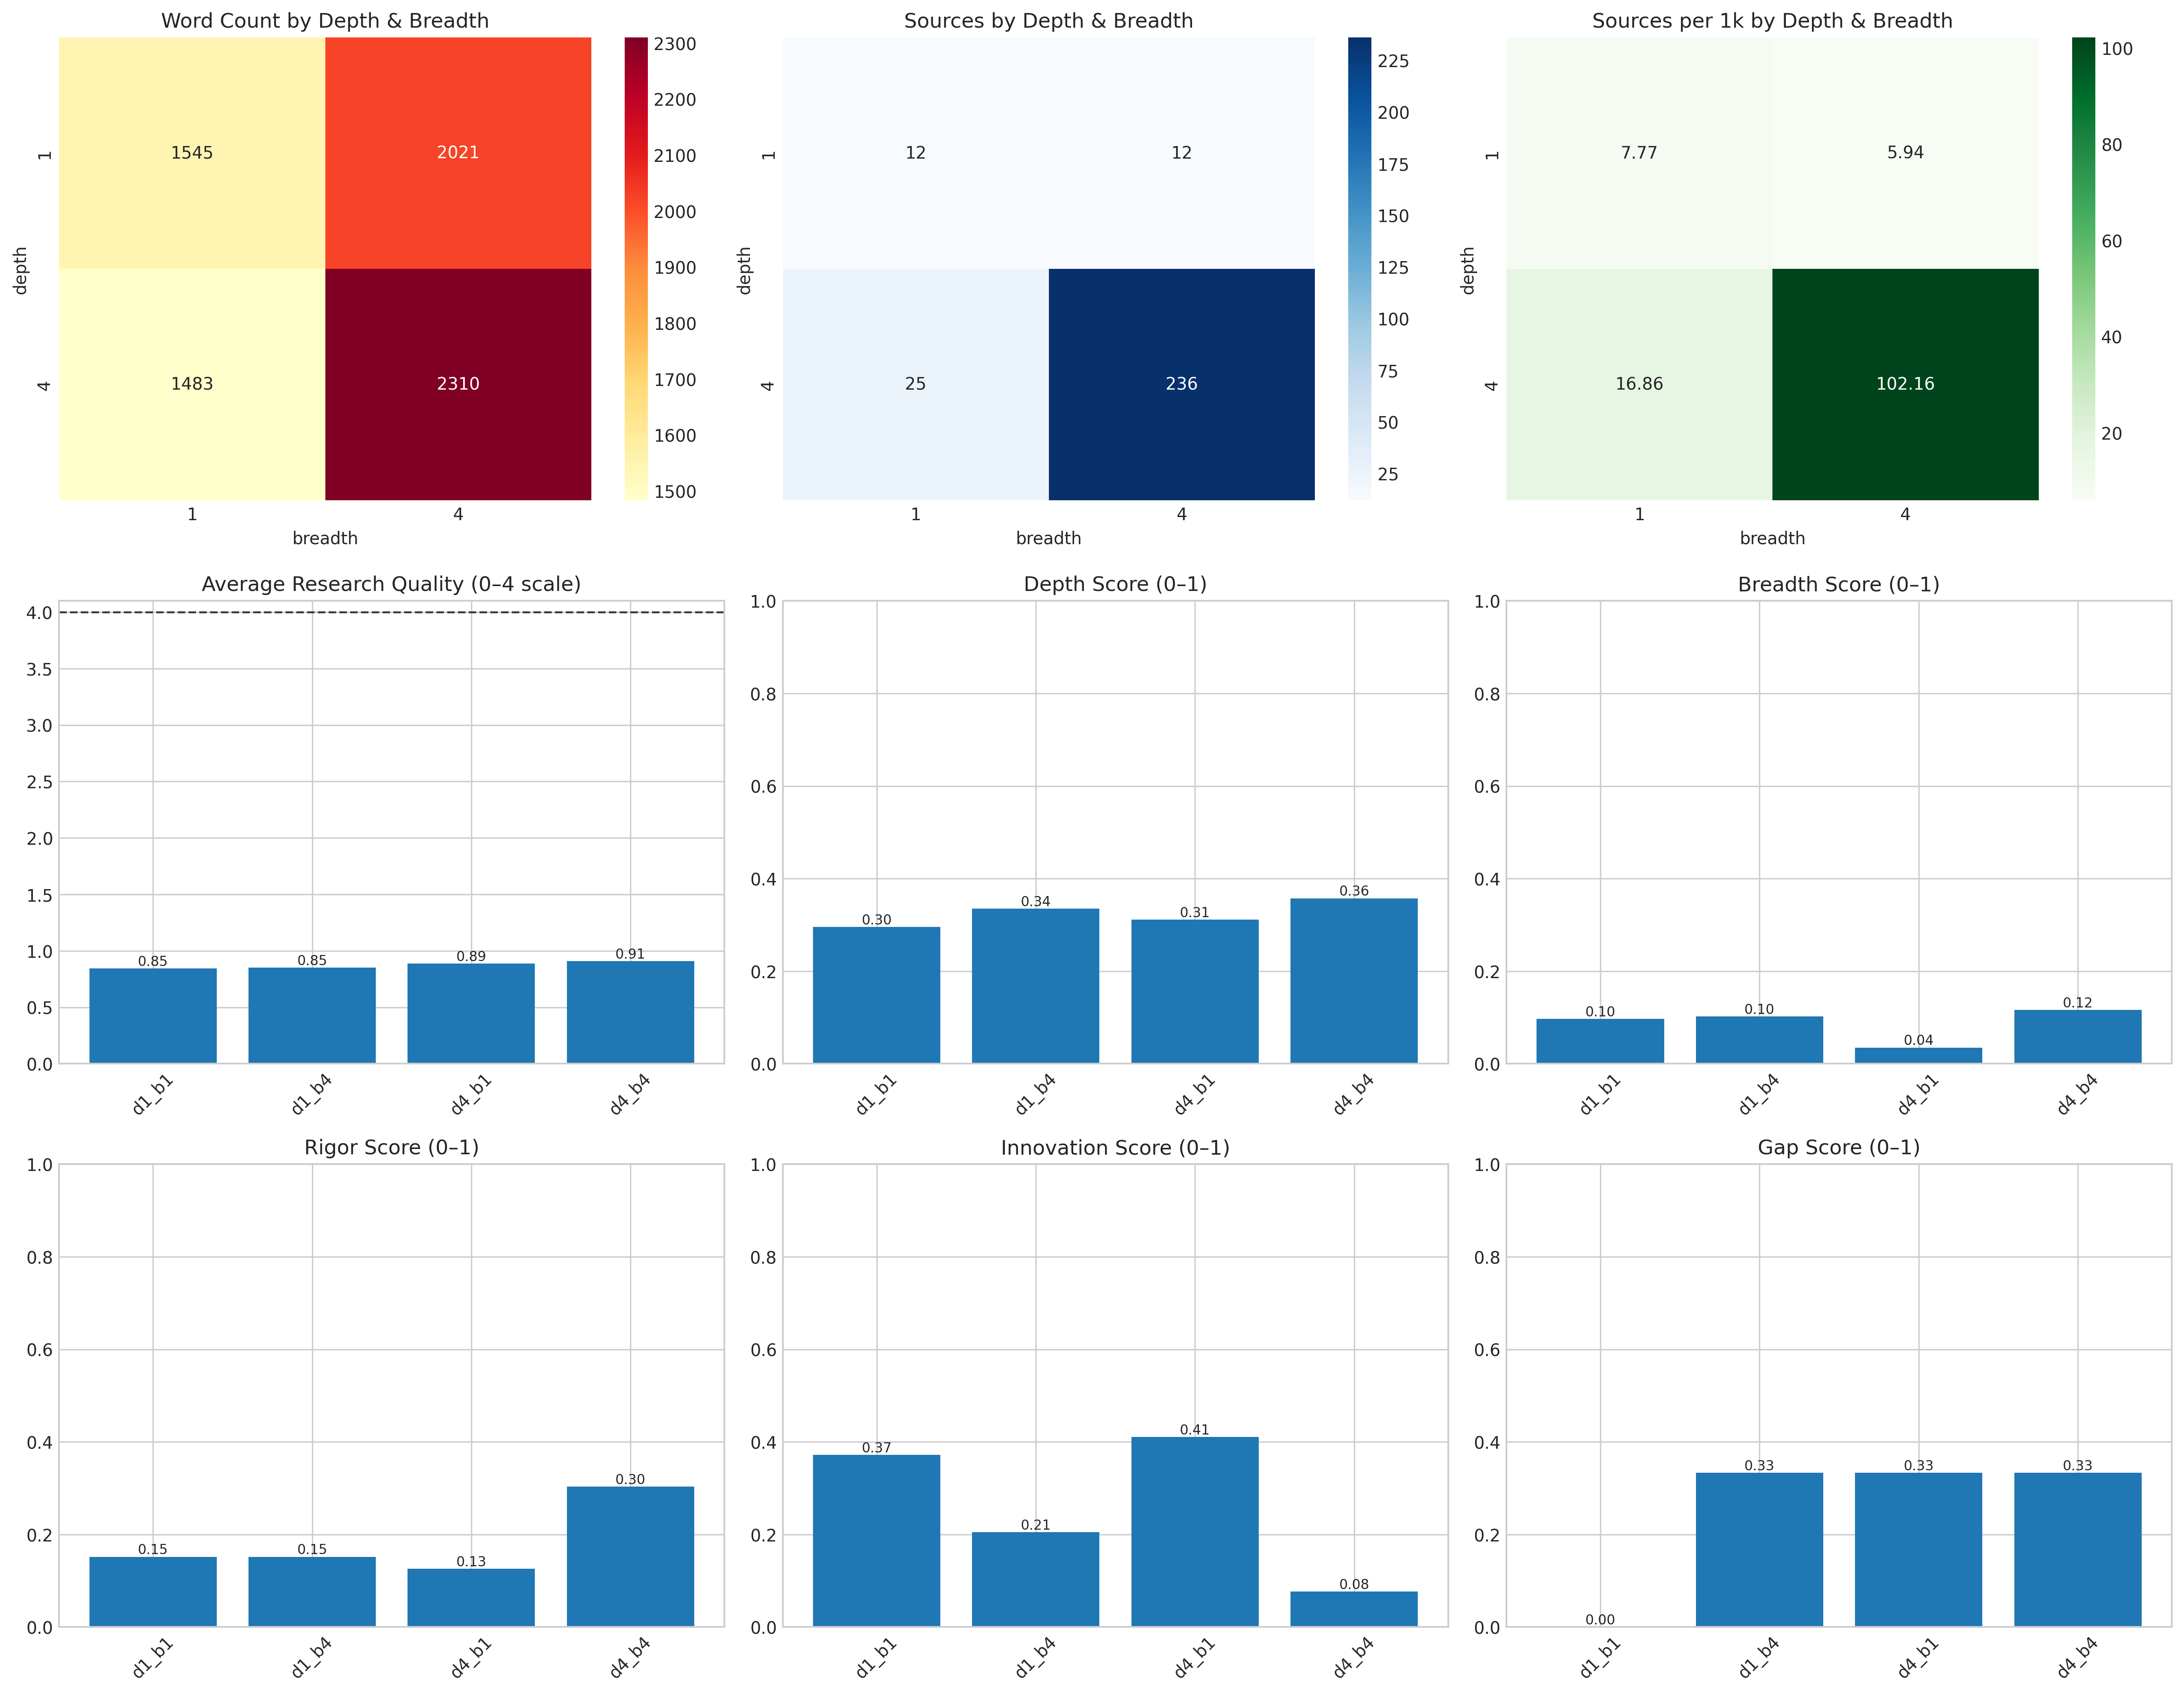 Word Count by Depth & Breadth
1545
2021
1483
2310
1
4
depth
1
4
breadth
2300
2200
2100
2000
1900
1800
1700
1600
1500
Sources by Depth & Breadth
12
12
25
236
1
4
depth
1
4
breadth
225
200
175
150
125
100
75
50
25
Sources per 1k by Depth & Breadth
7.77
5.94
16.86
102.16
1
4
depth
1
4
breadth
100
80
60
40
20
Average Research Quality (0–4 scale)
4.0
3.5
3.0
2.5
2.0
1.5
1.0
0.5
0.0
0.85
0.85
0.89
0.91
d1_b1
d1_b4
d4_b1
d4_b4
Depth Score (0–1)
1.0
0.8
0.6
0.4
0.2
0.0
0.30
0.34
0.31
0.36
d1_b1
d1_b4
d4_b1
d4_b4
Breadth Score (0–1)
1.0
0.8
0.6
0.4
0.2
0.0
0.10
0.10
0.04
0.12
d1_b1
d1_b4
d4_b1
d4_b4
Rigor Score (0–1)
1.0
0.8
0.6
0.4
0.2
0.0
0.15
0.15
0.13
0.30
d1_b1
d1_b4
d4_b1
d4_b4
Innovation Score (0–1)
1.0
0.8
0.6
0.4
0.2
0.0
0.37
0.21
0.41
0.08
d1_b1
d1_b4
d4_b1
d4_b4
Gap Score (0–1)
1.0
0.8
0.6
0.4
0.2
0.0
0.00
0.33
0.33
0.33
d1_b1
d1_b4
d4_b1
d4_b4